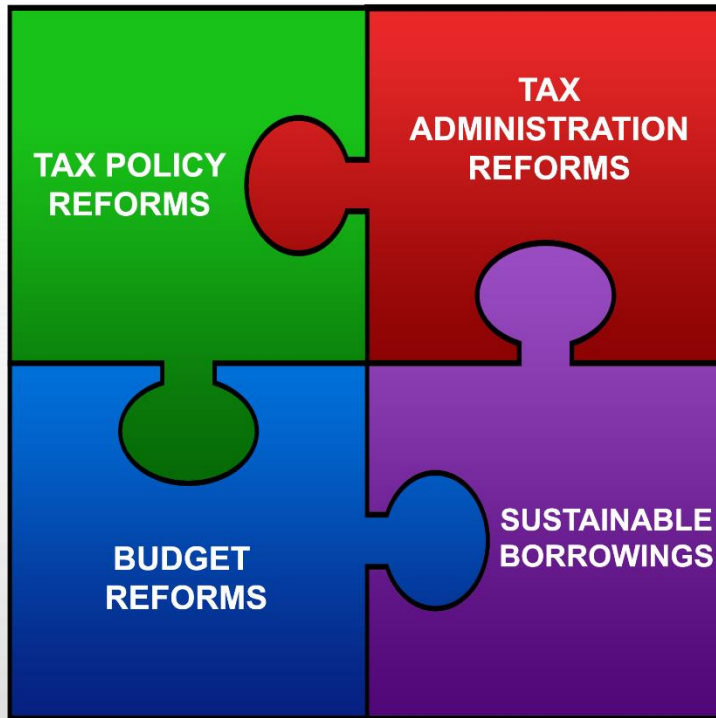 TAX POLICY
REFORMS
TAX
ADMINISTRATION
REFORMS
BUDGET
REFORMS
SUSTAINABLE
BORROWINGS